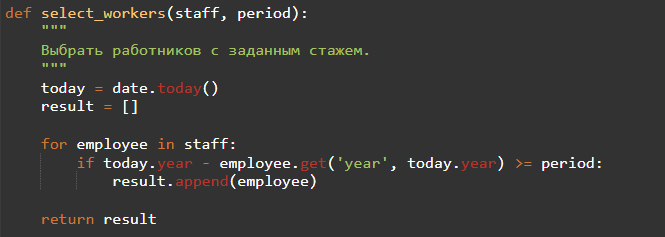 def select_workers(staff, period):
    """
    Выбрать работников с заданным стажем.
    """
    today = date.today()
    result = []

    for employee in staff:
        if today.year - employee.get('year', today.year) >= period:
            result.append(employee)

    return result